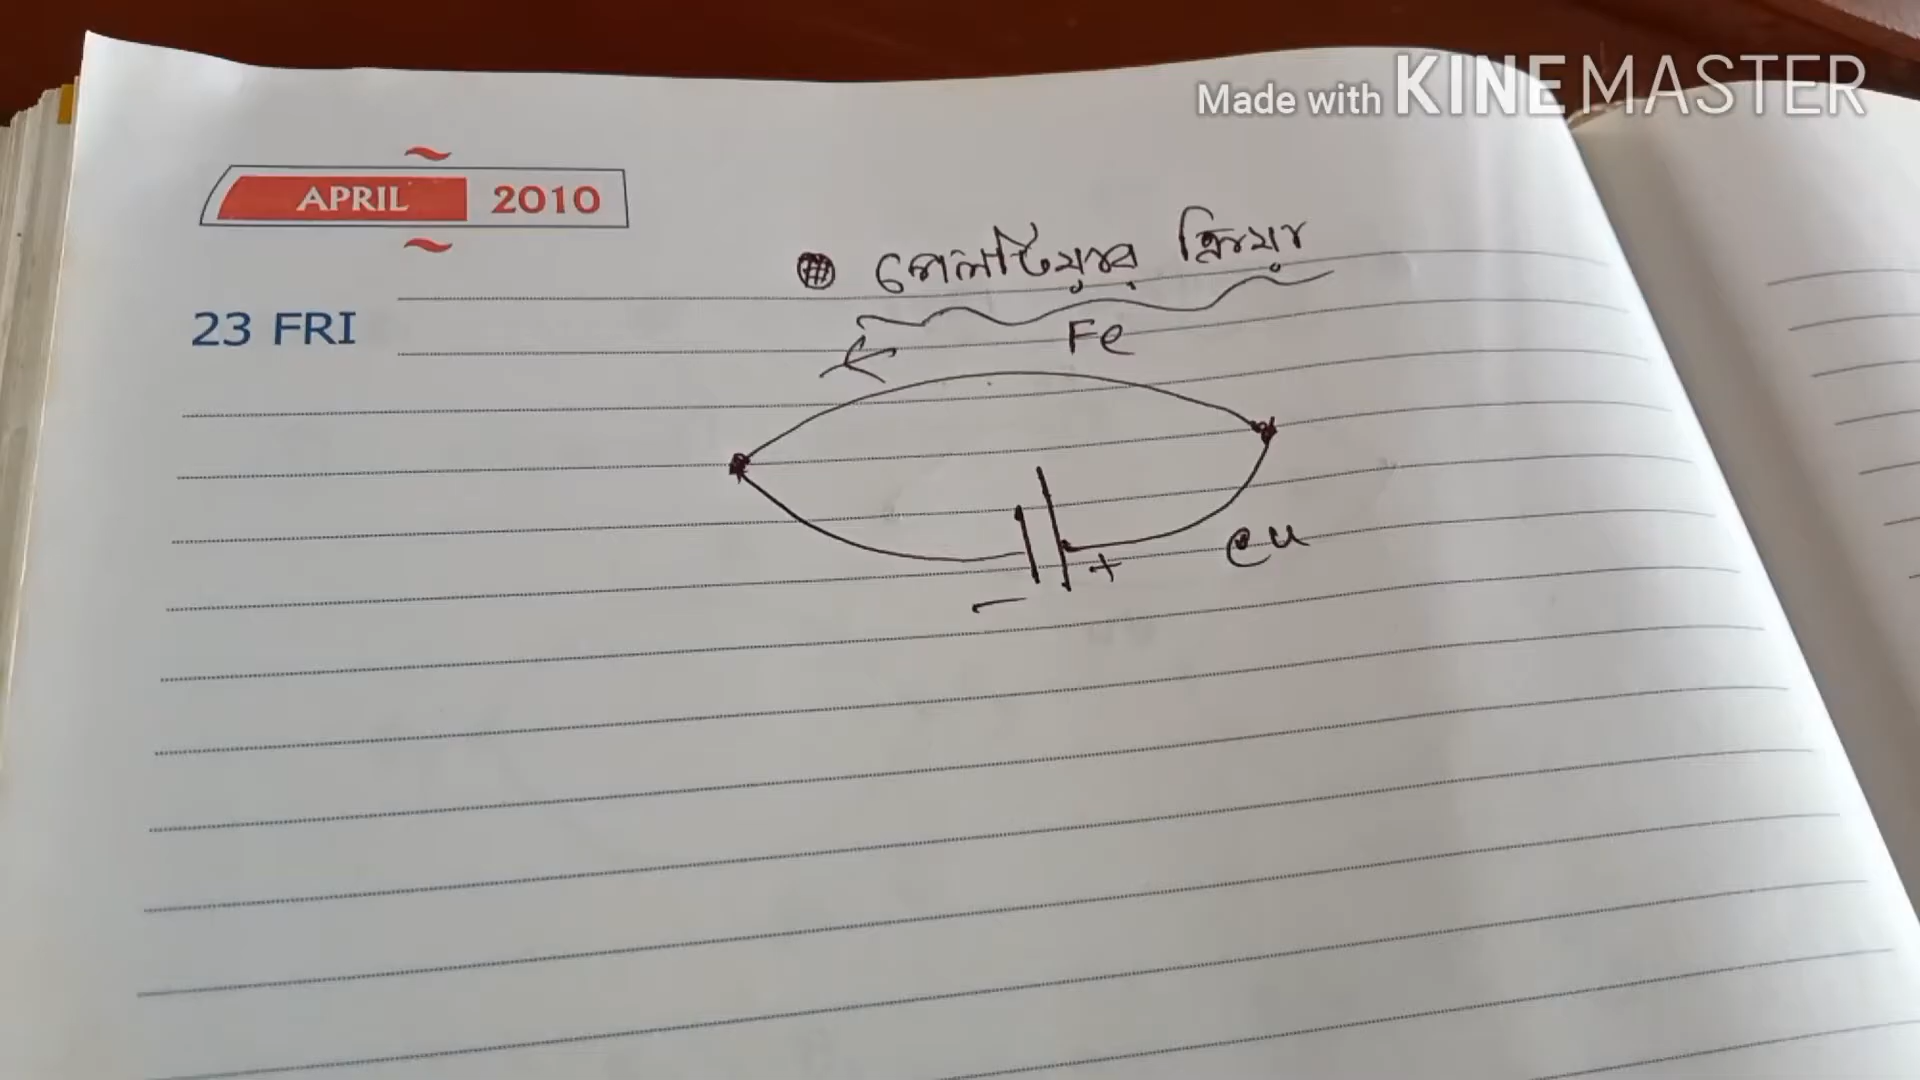 Made with KINEMASTER
APRIL 2010
পেলটিয়ার ক্রিয়া
23 FRI
Fe
Cu
+
−